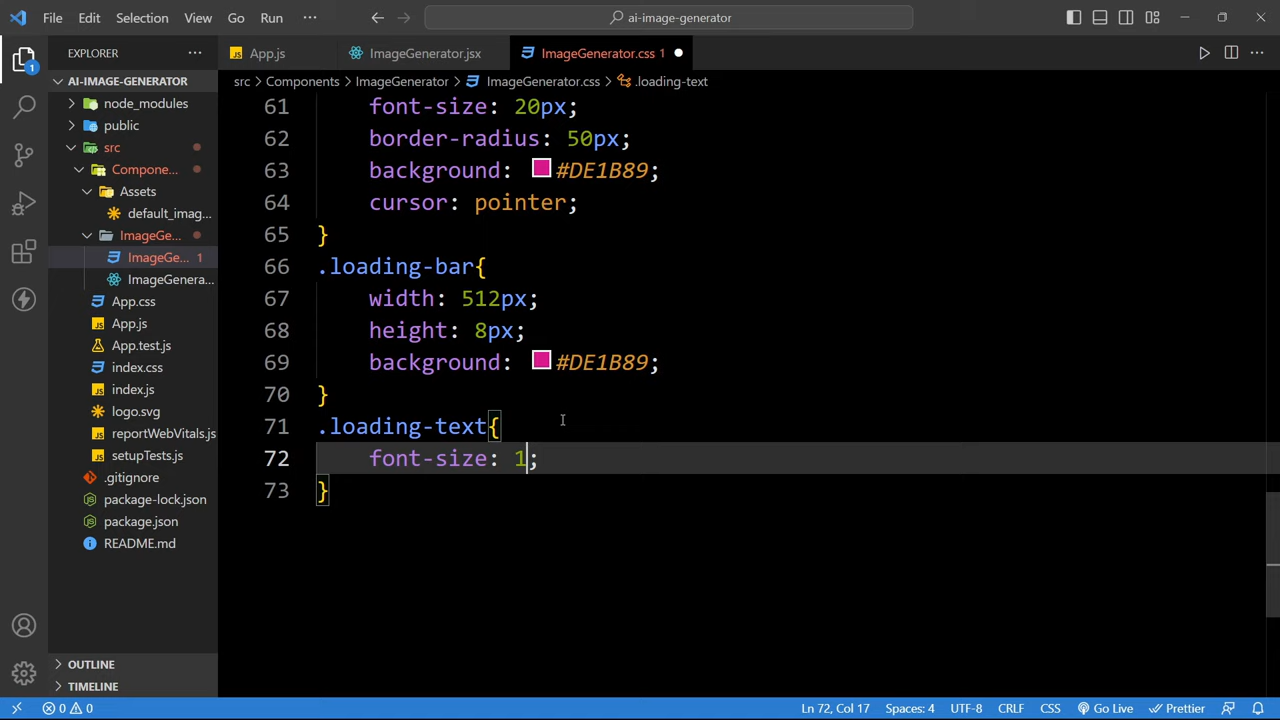 File Edit Selection View Go Run ··· ai-image-generator
EXPLORER ··· App.js ImageGenerator.jsx ImageGenerator.css 1
AI-IMAGE-GENERATOR src > Components > ImageGenerator > ImageGenerator.css > .loading-text
node_modules
public
src
Compone...
Assets
default_imag...
ImageGe...
ImageGe... 1
ImageGenera...
App.css
App.js
App.test.js
index.css
index.js
logo.svg
reportWebVitals.js
setupTests.js
.gitignore
package-lock.json
package.json
README.md
OUTLINE
TIMELINE
1
61 font-size: 20px;
62 border-radius: 50px;
63 background: #DE1B89;
64 cursor: pointer;
65 }
66 .loading-bar{
67 width: 512px;
68 height: 8px;
69 background: #DE1B89;
70 }
71 .loading-text{
72 font-size: 1;
73 }
0 0 Ln 72, Col 17 Spaces: 4 UTF-8 CRLF CSS Go Live Prettier